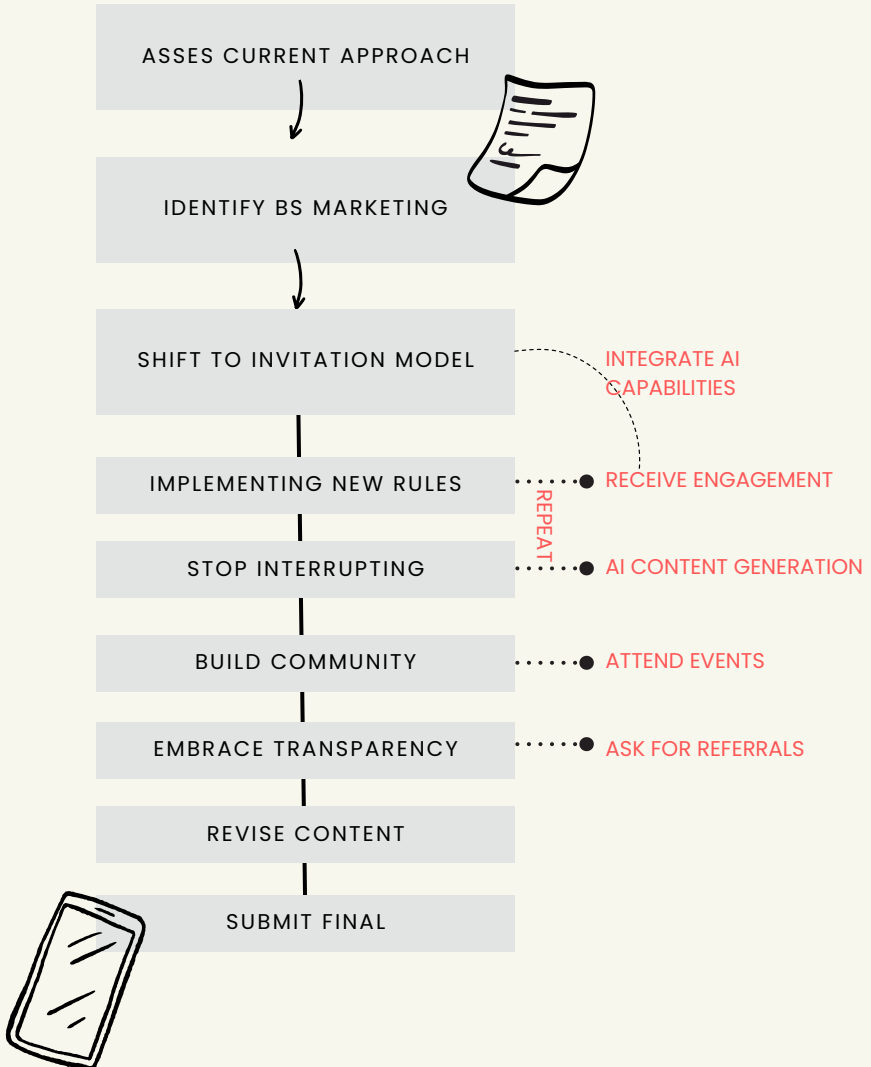 ASSES CURRENT APPROACH
IDENTIFY BS MARKETING
SHIFT TO INVITATION MODEL
INTEGRATE AI
CAPABILITIES
IMPLEMENTING NEW RULES
RECEIVE ENGAGEMENT
REPEAT
STOP INTERRUPTING
AI CONTENT GENERATION
BUILD COMMUNITY
ATTEND EVENTS
EMBRACE TRANSPARENCY
ASK FOR REFERRALS
REVISE CONTENT
SUBMIT FINAL